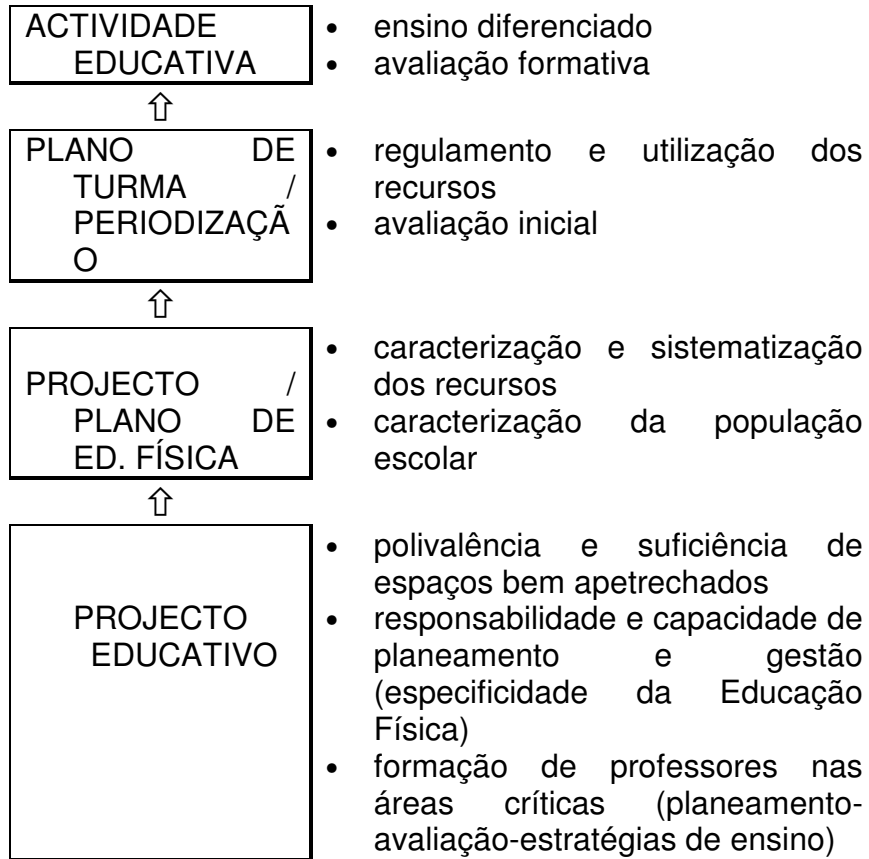 ACTIVIDADE
EDUCATIVA
• ensino diferenciado
• avaliação formativa
⇧
PLANO DE
TURMA /
PERIODIZAÇÃ
O
• regulamento e utilização dos
recursos
• avaliação inicial
⇧
PROJECTO /
PLANO DE
ED. FÍSICA
• caracterização e sistematização
dos recursos
• caracterização da população
escolar
⇧
PROJECTO
EDUCATIVO
• polivalência e suficiência de
espaços bem apetrechados
• responsabilidade e capacidade de
planeamento e gestão
(especificidade da Educação
Física)
• formação de professores nas
áreas críticas (planeamento-
avaliação-estratégias de ensino)